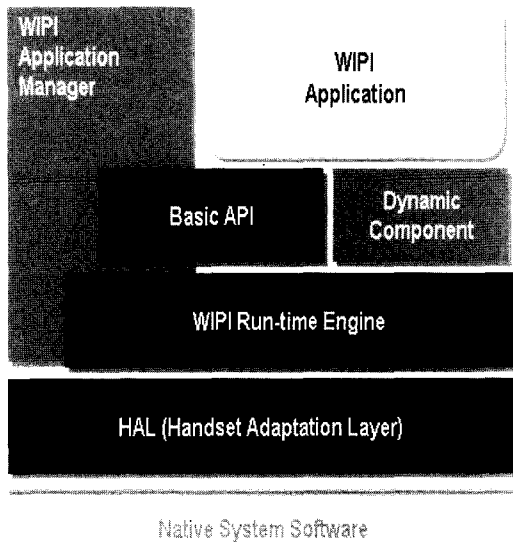 WIPI
Application
Manager
WIPI
Application
Basic API
Dynamic
Component
WIPI Run-time Engine
HAL (Handset Adaptation Layer)
Native System Software